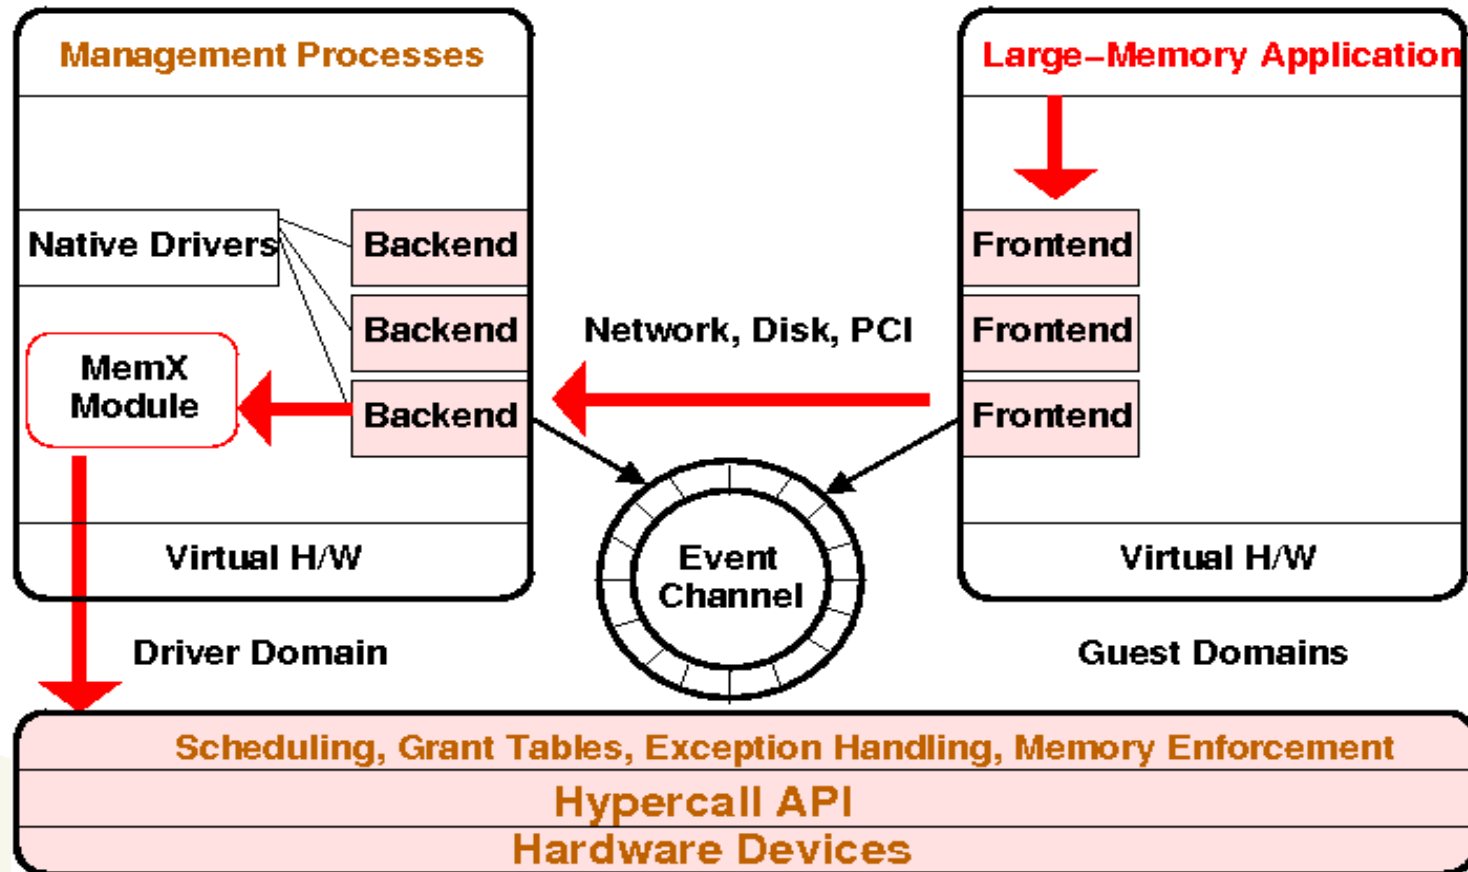 Management Processes
Large-Memory Application
Native Drivers
Backend
Frontend
Backend
Network, Disk, PCI
Frontend
MemX
Module
Backend
Frontend
Event
Channel
Virtual H/W
Virtual H/W
Driver Domain
Guest Domains
Scheduling, Grant Tables, Exception Handling, Memory Enforcement
Hypercall API
Hardware Devices